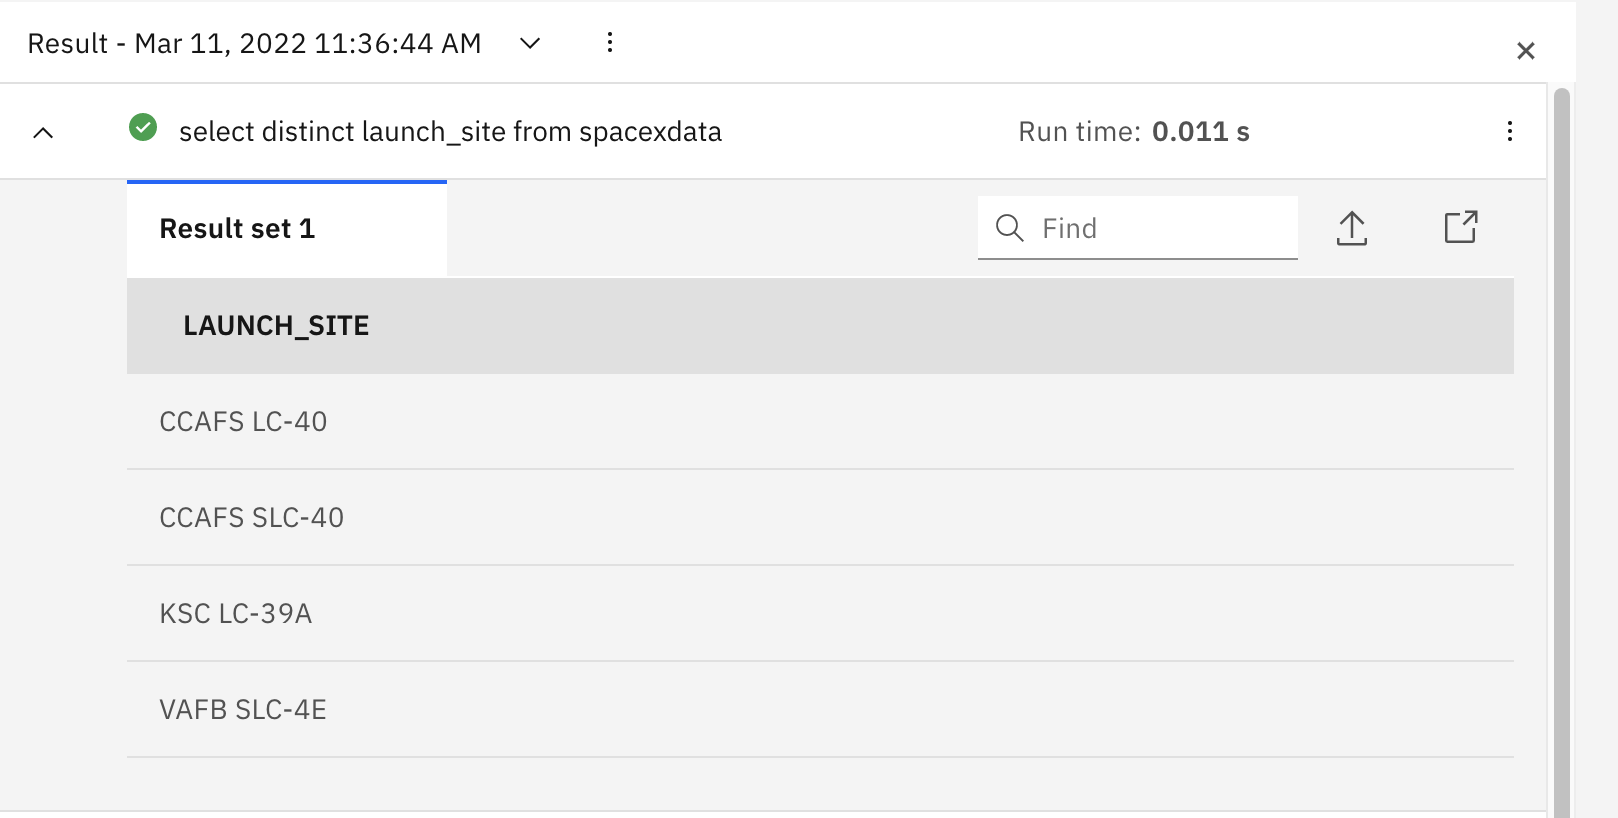 Result - Mar 11, 2022 11:36:44 AM
select distinct launch_site from spacexdata Run time: 0.011 s
Result set 1 Find
LAUNCH_SITE
CCAFS LC-40
CCAFS SLC-40
KSC LC-39A
VAFB SLC-4E